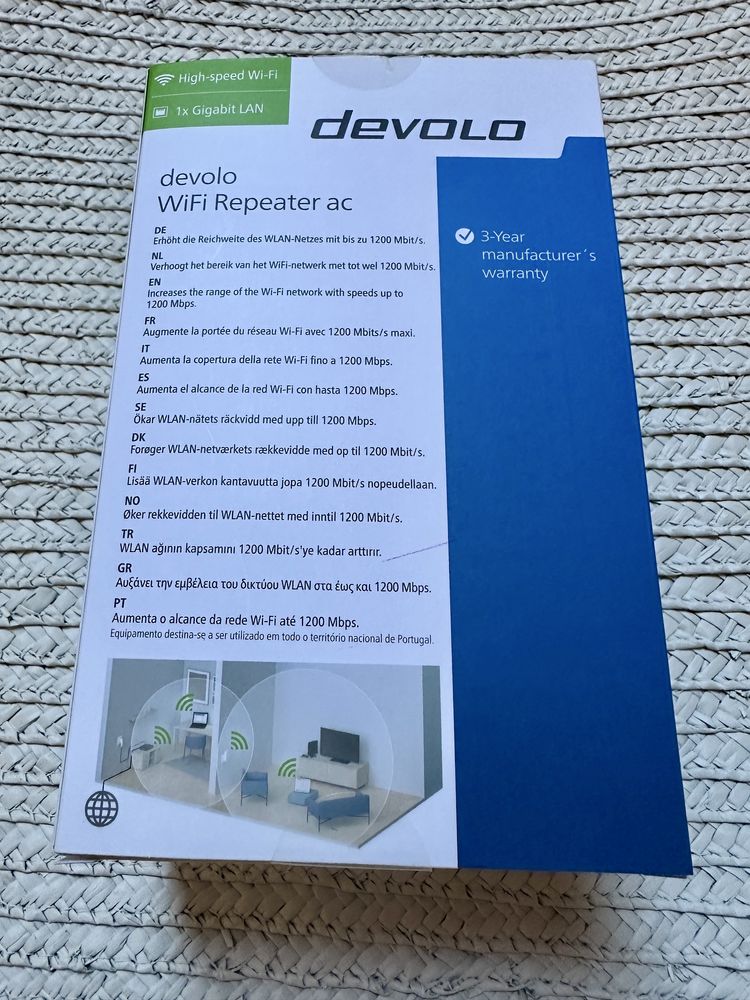 High-speed Wi-Fi
1x Gigabit LAN
devolo
devolo
WiFi Repeater ac
3-Year
manufacturer´s
warranty
DE
Erhöht die Reichweite des WLAN-Netzes mit bis zu 1200 Mbit/s.
NL
Verhoogt het bereik van het WiFi-netwerk met tot wel 1200 Mbit/s.
EN
Increases the range of the Wi-Fi network with speeds up to
1200 Mbps.
FR
Augmente la portée du réseau Wi-Fi avec 1200 Mbits/s maxi.
IT
Aumenta la copertura della rete Wi-Fi fino a 1200 Mbps.
ES
Aumenta el alcance de la red Wi-Fi con hasta 1200 Mbps.
SE
Ökar WLAN-nätets räckvidd med upp till 1200 Mbps.
DK
Forøger WLAN-netværkets rækkevidde med op til 1200 Mbit/s.
FI
Lisää WLAN-verkon kantavuutta jopa 1200 Mbit/s nopeudellaan.
NO
Øker rekkevidden til WLAN-nettet med inntil 1200 Mbit/s.
TR
WLAN ağının kapsamını 1200 Mbit/s'ye kadar arttırır.
GR
Αυξάνει την εμβέλεια του δικτύου WLAN στα έως και 1200 Mbps.
PT
Aumenta o alcance da rede Wi-Fi até 1200 Mbps.
Equipamento destina-se a ser utilizado em todo o território nacional de Portugal.